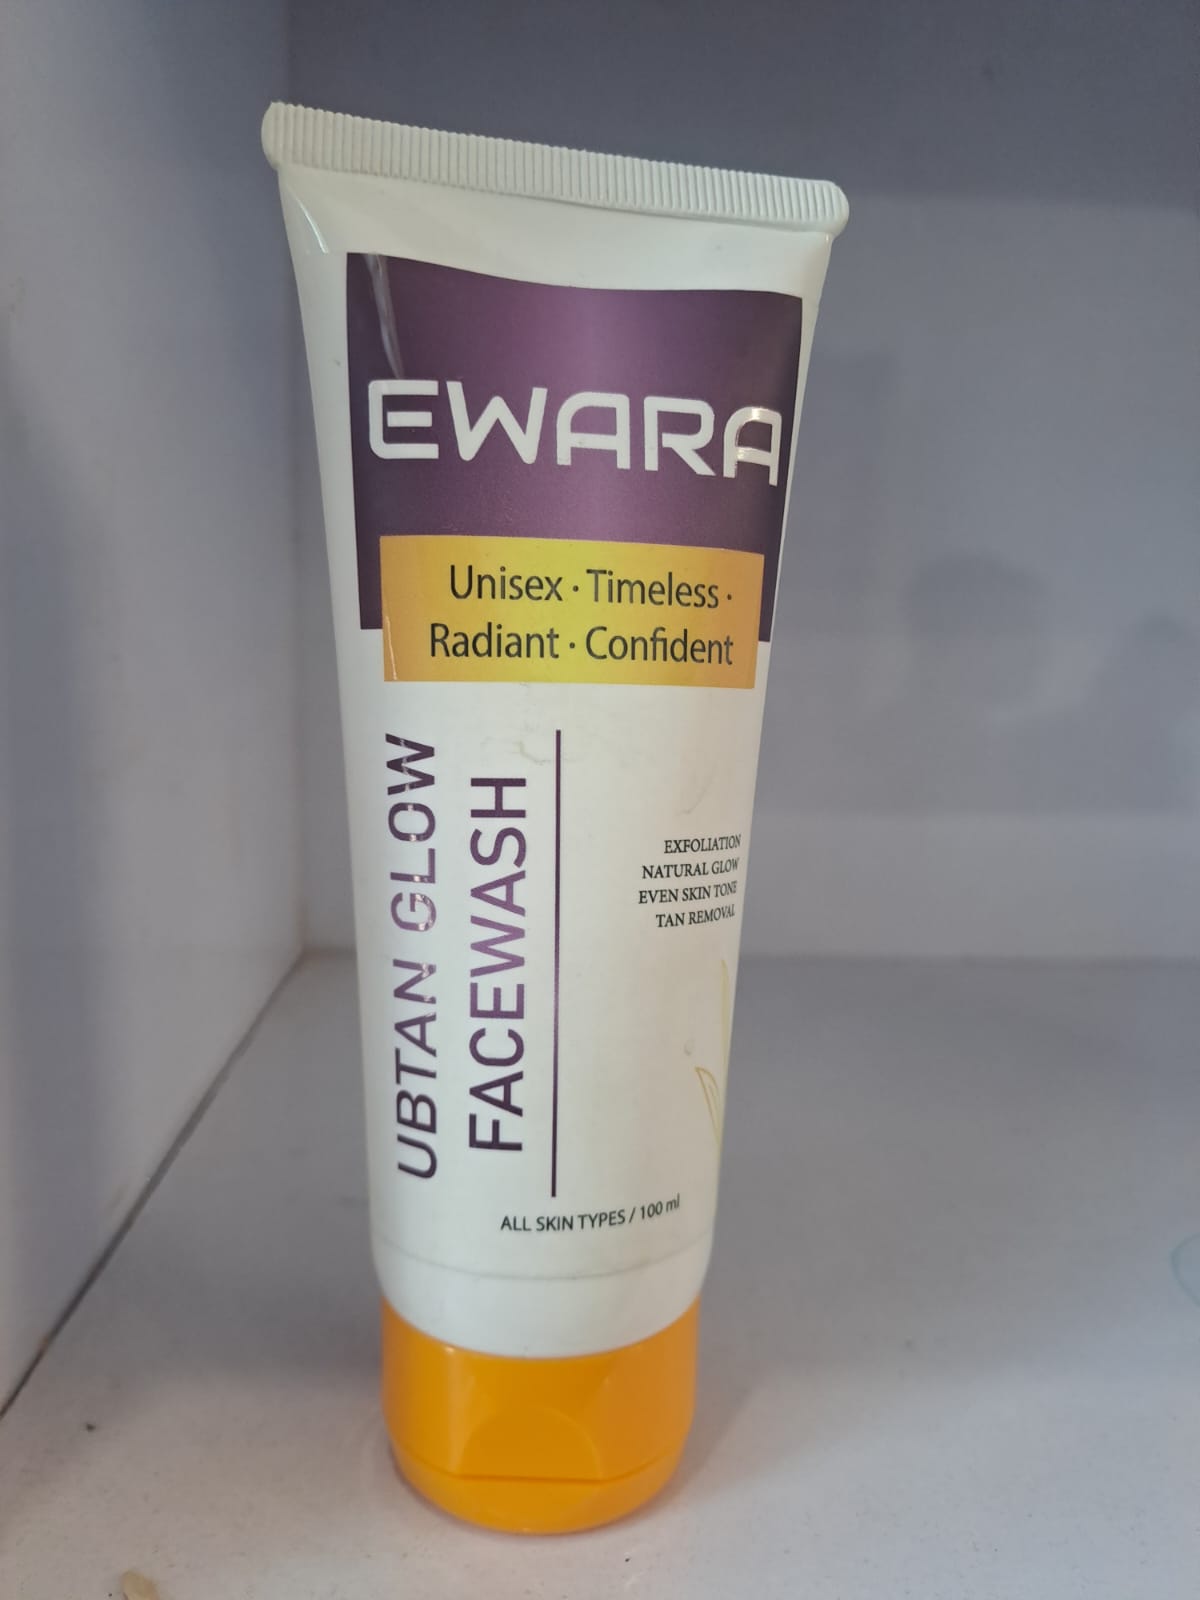 EWARA
Unisex · Timeless ·
Radiant · Confident
UBTAN GLOW
FACEWASH
EXFOLIATION
NATURAL GLOW
EVEN SKIN TONE
TAN REMOVAL
ALL SKIN TYPES / 100 ml